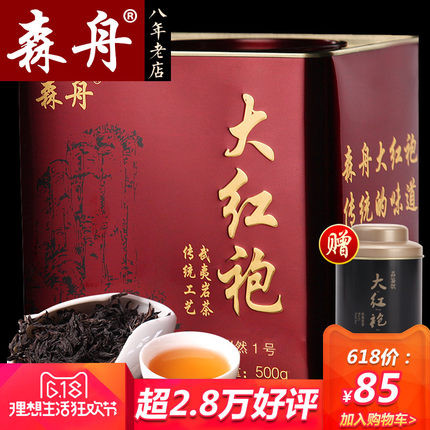 森舟®
八年老店
森舟®
大红袍
武夷岩茶
传统工艺
森舟大红袍
传统的味道
赠
大红袍
然1号
500g
6.18
理想生活狂欢节
超2.8万好评
618价：
¥85
加入购物车>